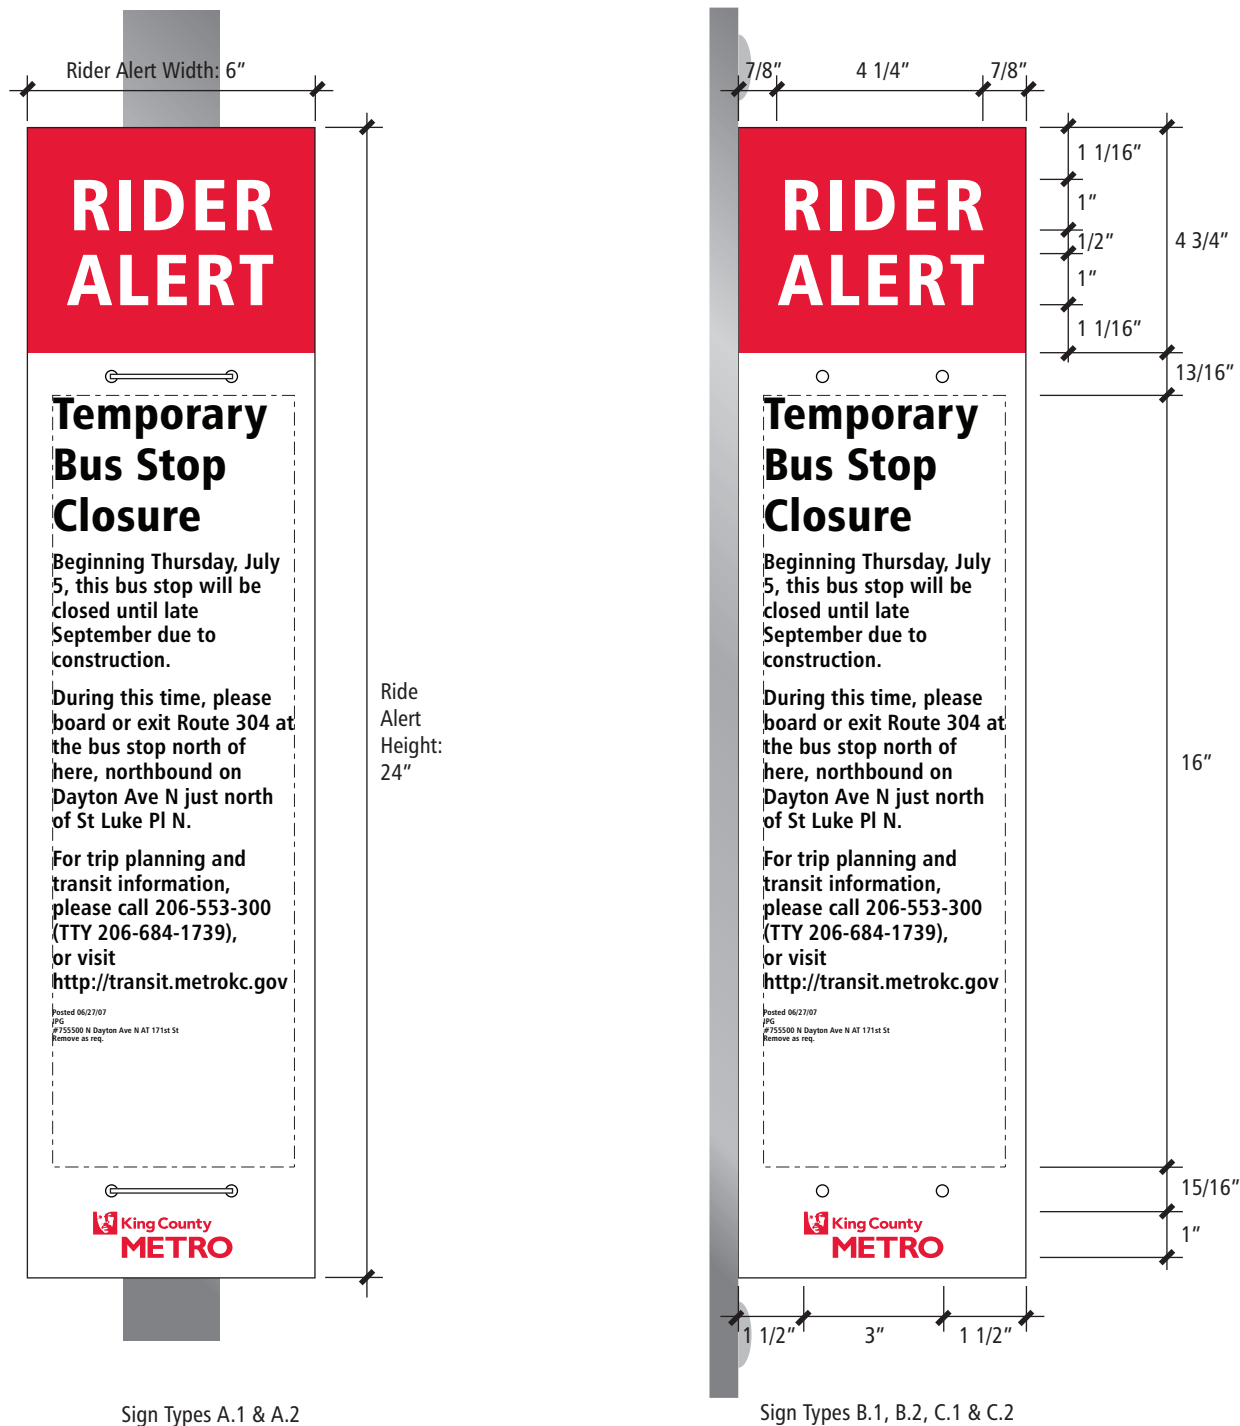 Rider Alert Width: 6”
RIDER
ALERT
Temporary
Bus Stop
Closure
Beginning Thursday, July
5, this bus stop will be
closed until late
September due to
construction.
During this time, please
board or exit Route 304 at
the bus stop north of
here, northbound on
Dayton Ave N just north
of St Luke Pl N.
For trip planning and
transit information,
please call 206-553-300
(TTY 206-684-1739),
or visit
http://transit.metrokc.gov
Posted 06/27/07
JPG
#755500 N Dayton Ave N AT 171st St
Remove as req.
King County
METRO
Ride
Alert
Height:
24”
Sign Types A.1 & A.2
7/8”
4 1/4”
7/8”
RIDER
ALERT
Temporary
Bus Stop
Closure
Beginning Thursday, July
5, this bus stop will be
closed until late
September due to
construction.
During this time, please
board or exit Route 304 at
the bus stop north of
here, northbound on
Dayton Ave N just north
of St Luke Pl N.
For trip planning and
transit information,
please call 206-553-300
(TTY 206-684-1739),
or visit
http://transit.metrokc.gov
Posted 06/27/07
JPG
#755500 N Dayton Ave N AT 171st St
Remove as req.
King County
METRO
1 1/16”
1”
1/2”
1”
1 1/16”
4 3/4”
13/16”
16”
15/16”
1”
1 1/2”
3”
1 1/2”
Sign Types B.1, B.2, C.1 & C.2